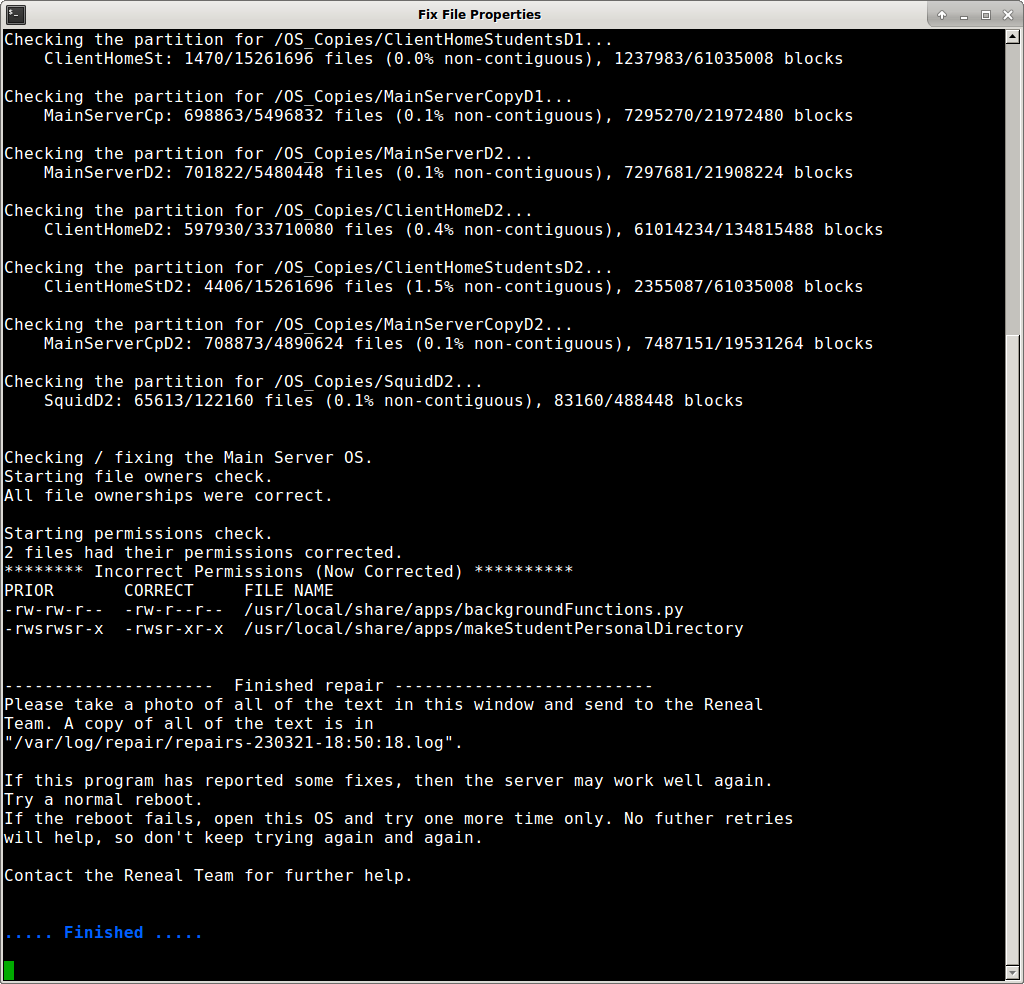 Fix File Properties
Checking the partition for /OS_Copies/ClientHomeStudentsD1...
    ClientHomeSt: 1470/15261696 files (0.0% non-contiguous), 1237983/61035008 blocks

Checking the partition for /OS_Copies/MainServerCopyD1...
    MainServerCp: 698863/5496832 files (0.1% non-contiguous), 7295270/21972480 blocks

Checking the partition for /OS_Copies/MainServerD2...
    MainServerD2: 701822/5480448 files (0.1% non-contiguous), 7297681/21908224 blocks

Checking the partition for /OS_Copies/ClientHomeD2...
    ClientHomeD2: 597930/33710080 files (0.4% non-contiguous), 61014234/134815488 blocks

Checking the partition for /OS_Copies/ClientHomeStudentsD2...
    ClientHomeStD2: 4406/15261696 files (1.5% non-contiguous), 2355087/61035008 blocks

Checking the partition for /OS_Copies/MainServerCopyD2...
    MainServerCpD2: 708873/4890624 files (0.1% non-contiguous), 7487151/19531264 blocks

Checking the partition for /OS_Copies/SquidD2...
    SquidD2: 65613/122160 files (0.1% non-contiguous), 83160/488448 blocks


Checking / fixing the Main Server OS.
Starting file owners check.
All file ownerships were correct.

Starting permissions check.
2 files had their permissions corrected.
******** Incorrect Permissions (Now Corrected) **********
PRIOR       CORRECT     FILE NAME
-rw-rw-r--  -rw-r--r--  /usr/local/share/apps/backgroundFunctions.py
-rwsrwsr-x  -rwsr-xr-x  /usr/local/share/apps/makeStudentPersonalDirectory


---------------------  Finished repair --------------------------
Please take a photo of all of the text in this window and send to the Reneal
Team. A copy of all of the text is in
"/var/log/repair/repairs-230321-18:50:18.log".

If this program has reported some fixes, then the server may work well again.
Try a normal reboot.
If the reboot fails, open this OS and try one more time only. No futher retries
will help, so don't keep trying again and again.

Contact the Reneal Team for further help.


..... Finished .....